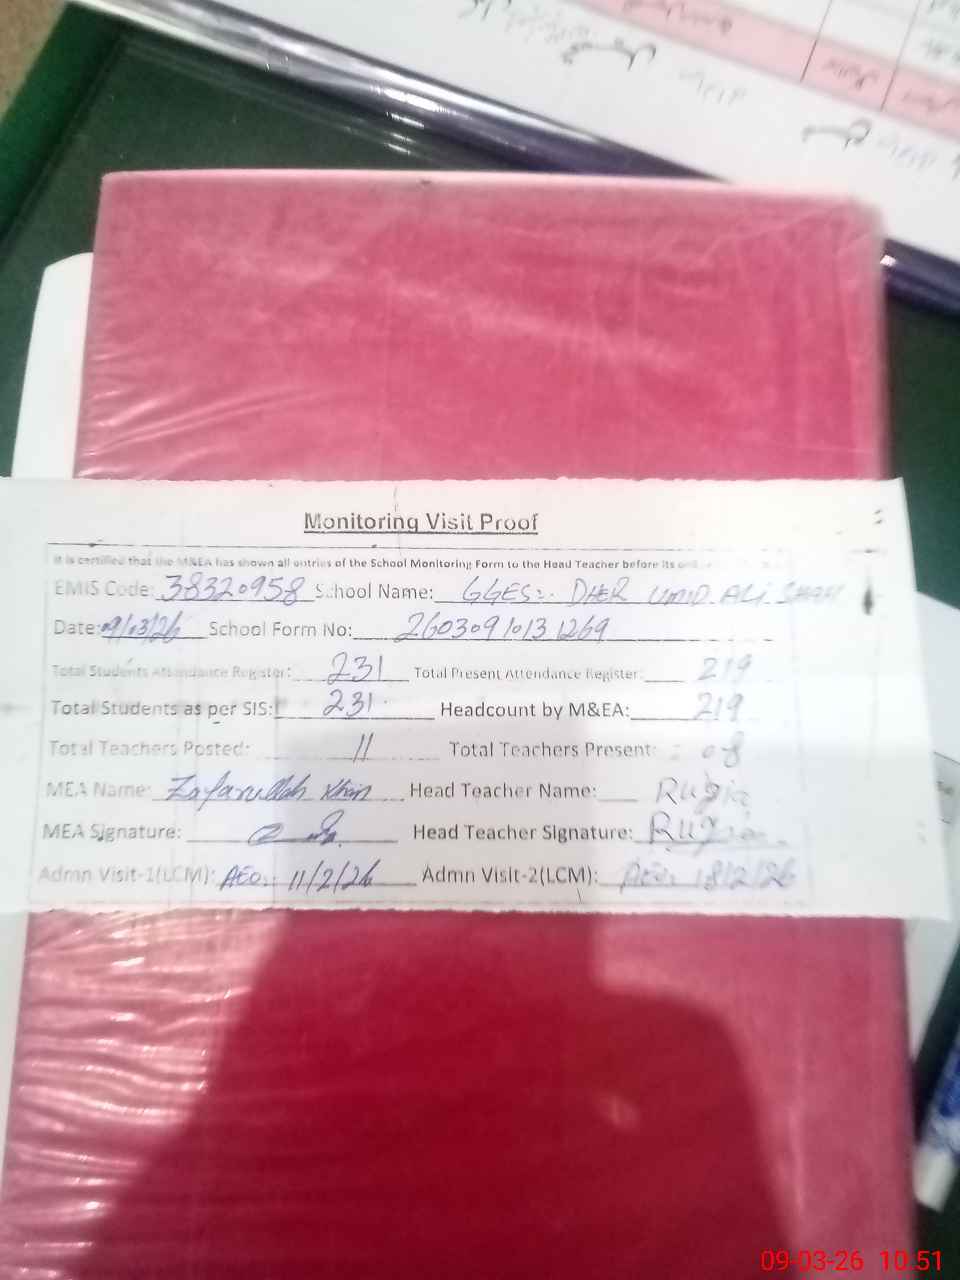 Monitoring Visit Proof
It is certified that the M&EA has shown all entries of the School Monitoring Form to the Head Teacher before its
EMIS Code: 38320958 School Name: GGES:. DHER UMID ALI SHAH
Date: 09/03/26 School Form No: 2603091013 1269
Total Students Attendance Register: 231 Total Present Attendance Register: 219
Total Students as per SIS: 231 Headcount by M&EA: 219
Total Teachers Posted: 11 Total Teachers Present: 08
MEA Name: Zafarullah Khan Head Teacher Name: Ruqia
MEA Signature: Head Teacher Signature: Ruqia
Admn Visit-1(LCM): AEO:. 11/2/26 Admn Visit-2(LCM): AEO: 18/2/26
09-03-26 10:51